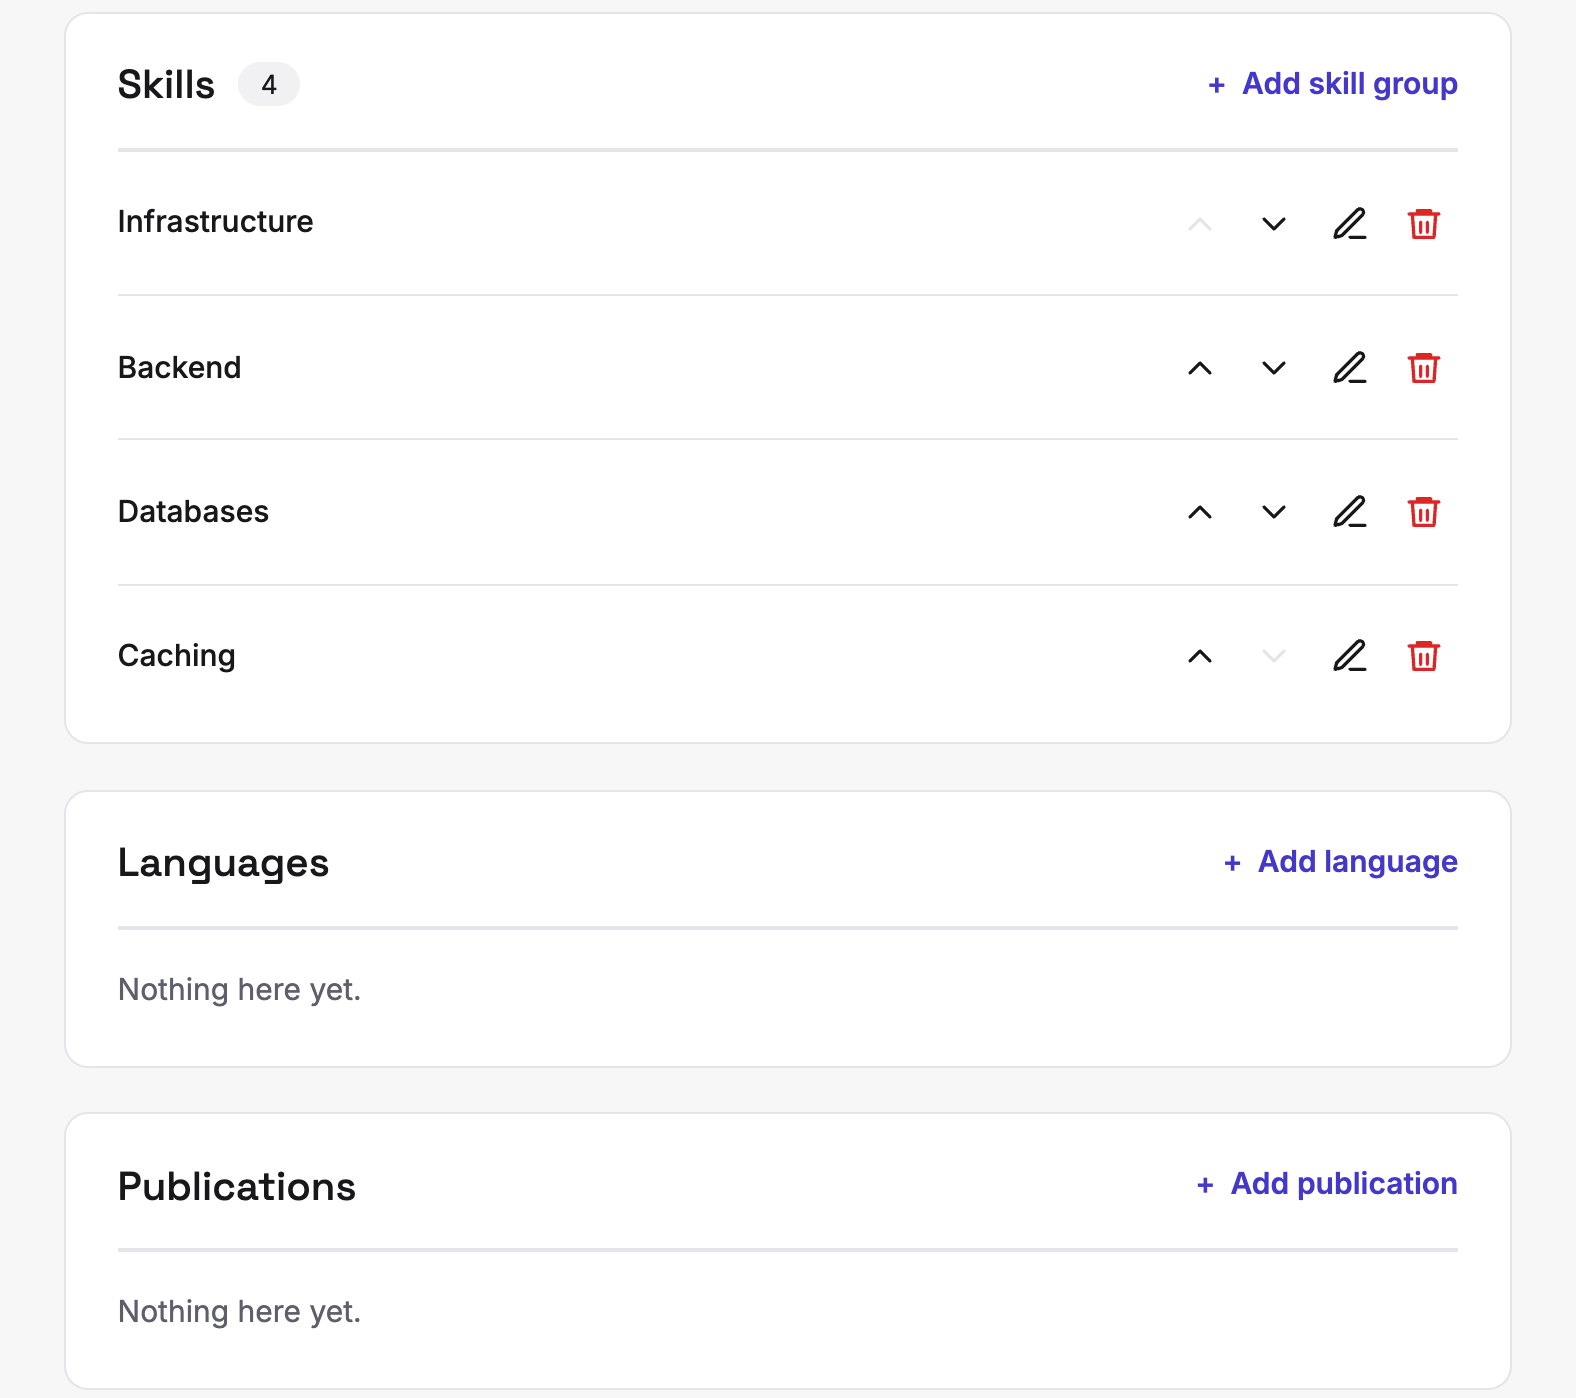 Skills 4
+ Add skill group
Infrastructure
Backend
Databases
Caching
Languages
+ Add language
Nothing here yet.
Publications
+ Add publication
Nothing here yet.